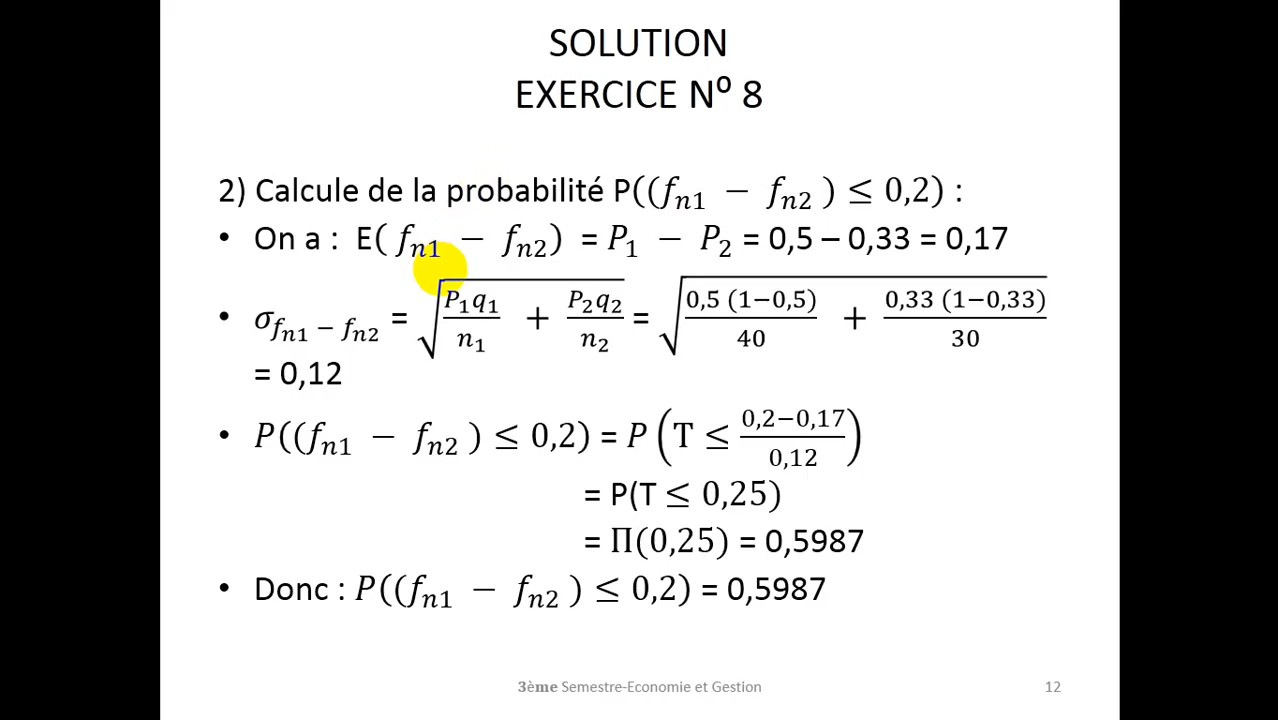 SOLUTION
EXERCICE Nº 8
2) Calcule de la probabilité P((fₙ₁ − fₙ₂ ) ≤ 0,2) :
• On a : E( fₙ₁ − fₙ₂) = P₁ − P₂ = 0,5 – 0,33 = 0,17
• σ_{fₙ₁ − fₙ₂} = √(P₁q₁/n₁ + P₂q₂/n₂) = √(0,5 (1−0,5)/40 + 0,33 (1−0,33)/30)
= 0,12
• P((fₙ₁ − fₙ₂ ) ≤ 0,2) = P (T ≤ (0,2−0,17)/0,12)
= P(T ≤ 0,25)
= Π(0,25) = 0,5987
• Donc : P((fₙ₁ − fₙ₂ ) ≤ 0,2) = 0,5987
3ème Semestre-Economie et Gestion 12